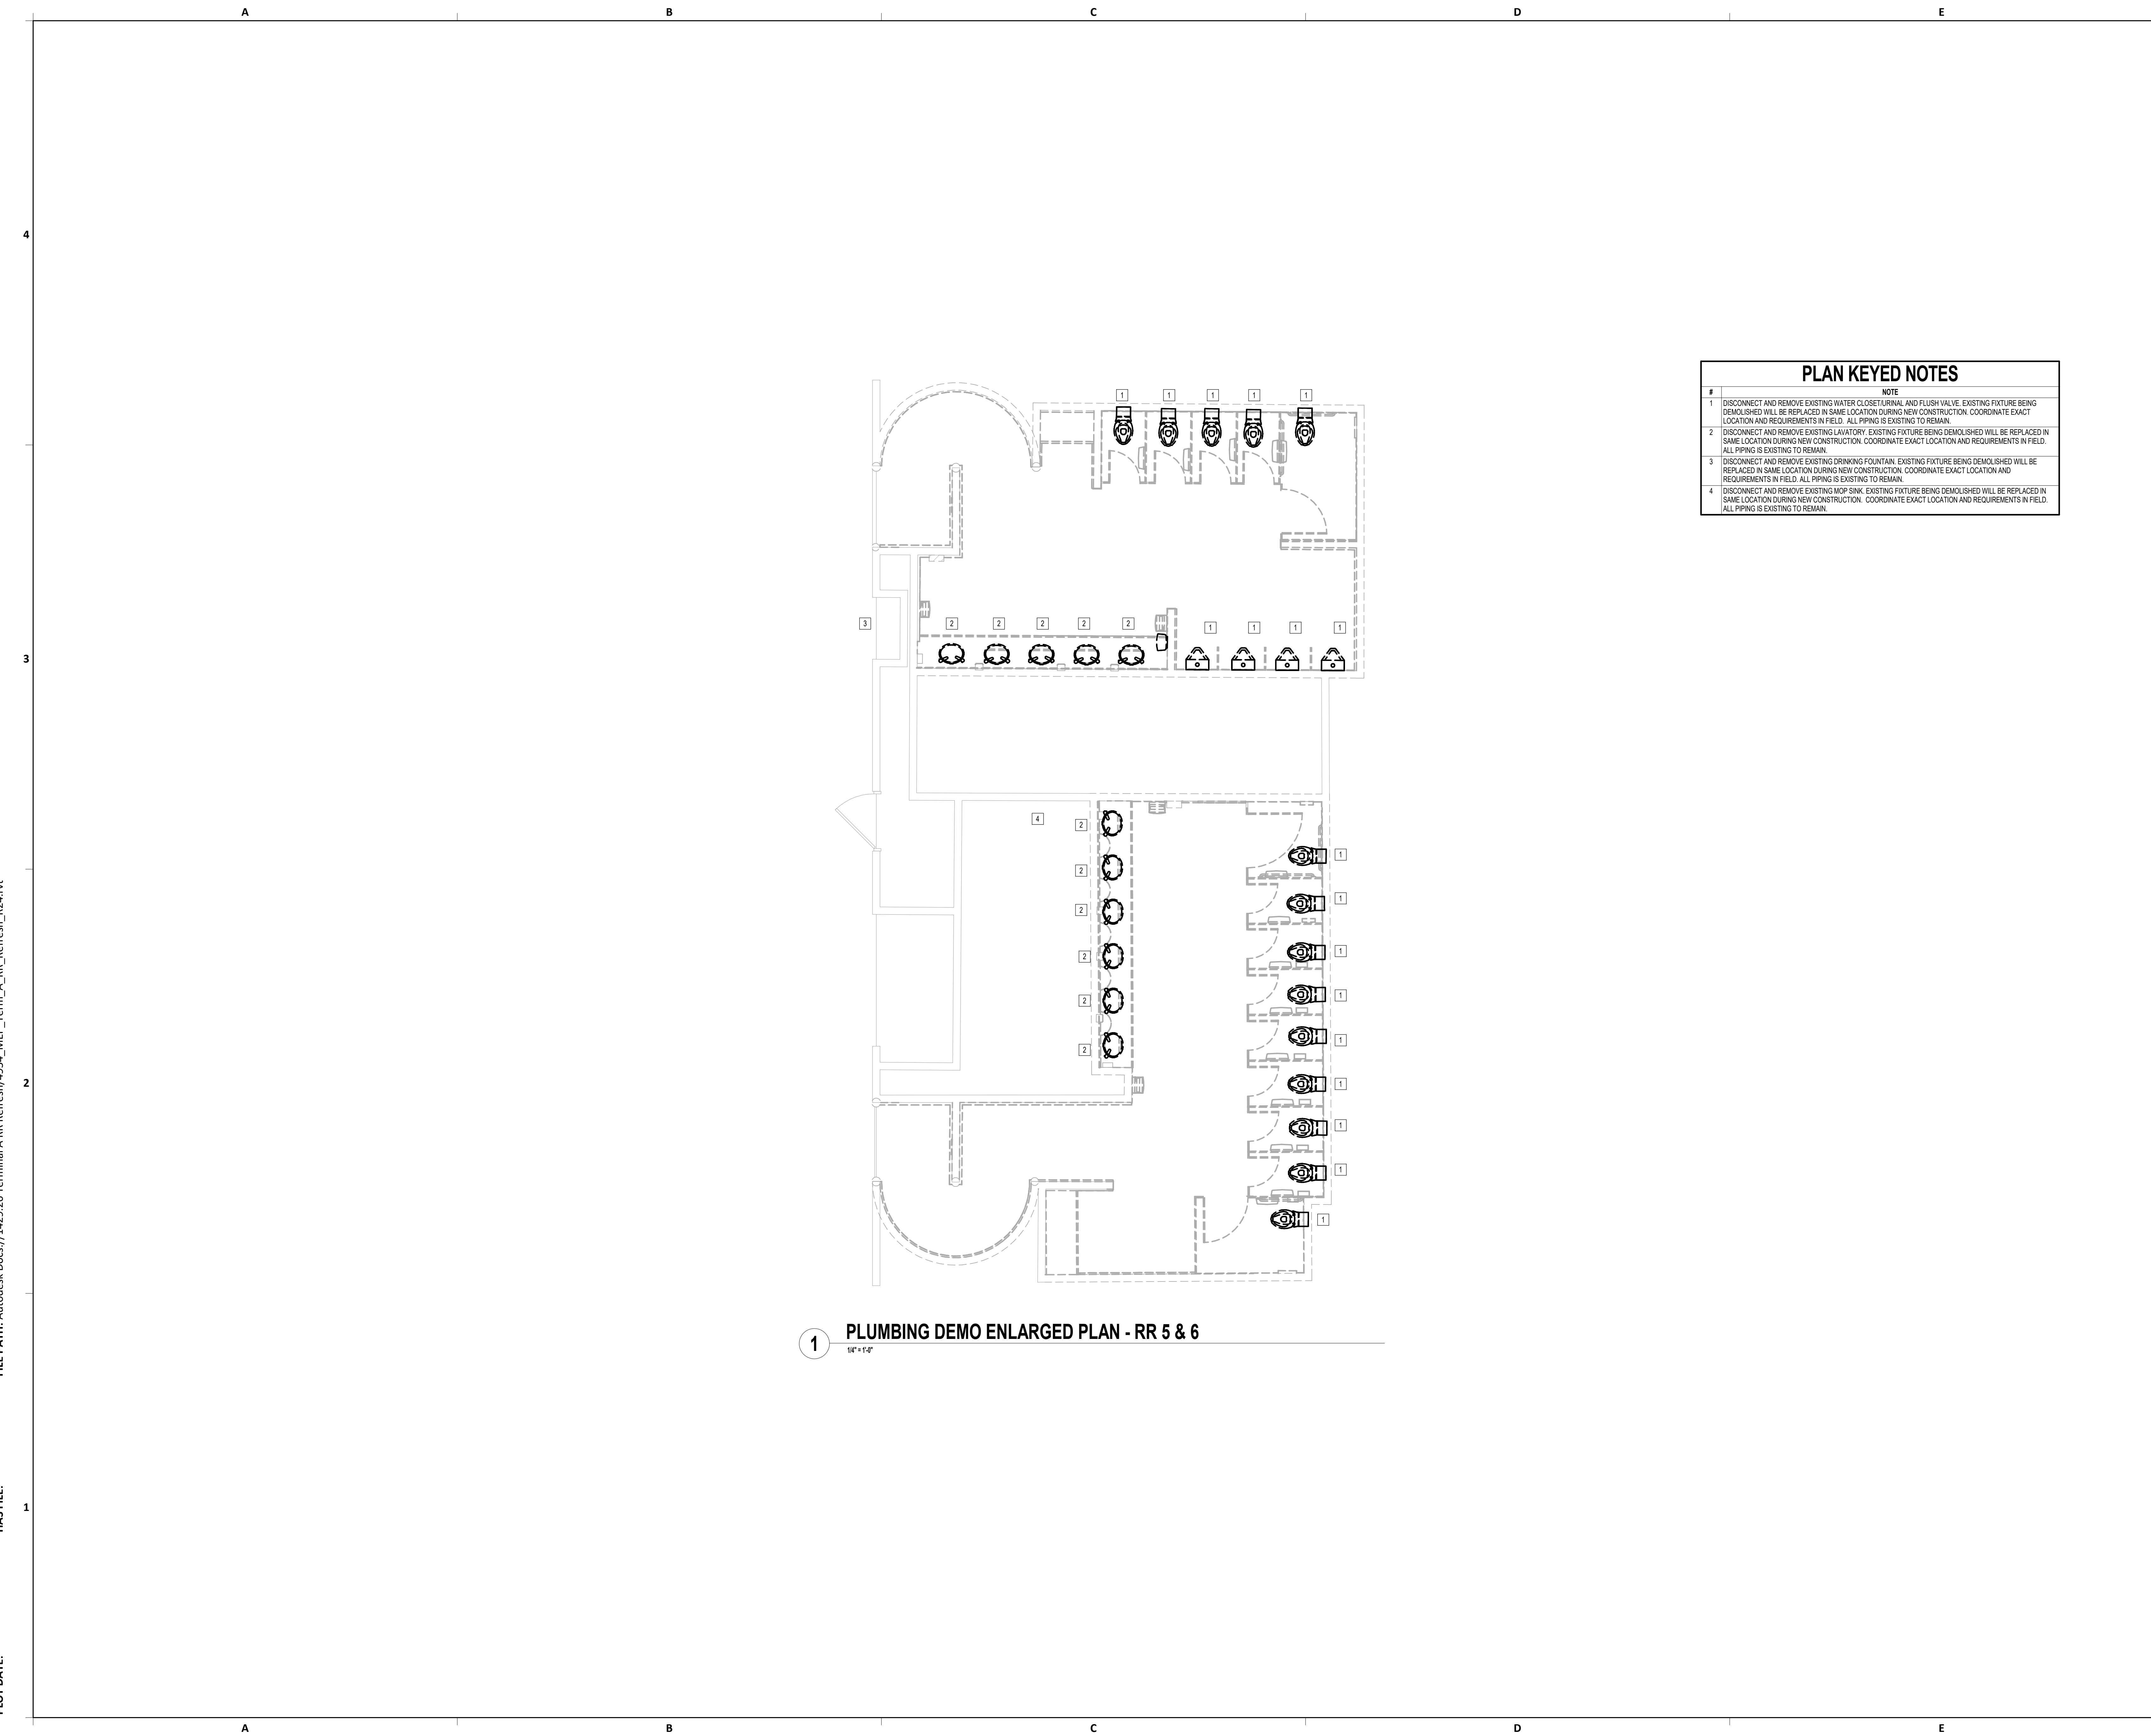 A B C D E
4
PLAN KEYED NOTES
# NOTE
1 DISCONNECT AND REMOVE EXISTING WATER CLOSET/URINAL AND FLUSH VALVE. EXISTING FIXTURE BEING
DEMOLISHED WILL BE REPLACED IN SAME LOCATION DURING NEW CONSTRUCTION. COORDINATE EXACT
LOCATION AND REQUIREMENTS IN FIELD. ALL PIPING IS EXISTING TO REMAIN.
2 DISCONNECT AND REMOVE EXISTING LAVATORY. EXISTING FIXTURE BEING DEMOLISHED WILL BE REPLACED IN
SAME LOCATION DURING NEW CONSTRUCTION. COORDINATE EXACT LOCATION AND REQUIREMENTS IN FIELD.
ALL PIPING IS EXISTING TO REMAIN.
3 DISCONNECT AND REMOVE EXISTING DRINKING FOUNTAIN. EXISTING FIXTURE BEING DEMOLISHED WILL BE
REPLACED IN SAME LOCATION DURING NEW CONSTRUCTION. COORDINATE EXACT LOCATION AND
REQUIREMENTS IN FIELD. ALL PIPING IS EXISTING TO REMAIN.
4 DISCONNECT AND REMOVE EXISTING MOP SINK. EXISTING FIXTURE BEING DEMOLISHED WILL BE REPLACED IN
SAME LOCATION DURING NEW CONSTRUCTION. COORDINATE EXACT LOCATION AND REQUIREMENTS IN FIELD.
ALL PIPING IS EXISTING TO REMAIN.
1 1 1 1 1
3 2 2 2 2 2 1 1 1 1
3
4 2
1
2
1
2
1
2
1
2
1
2
1
2
1
1
1
1
PLUMBING DEMO ENLARGED PLAN - RR 5 & 6
1
1/4" = 1'-0"
1
A B C D E